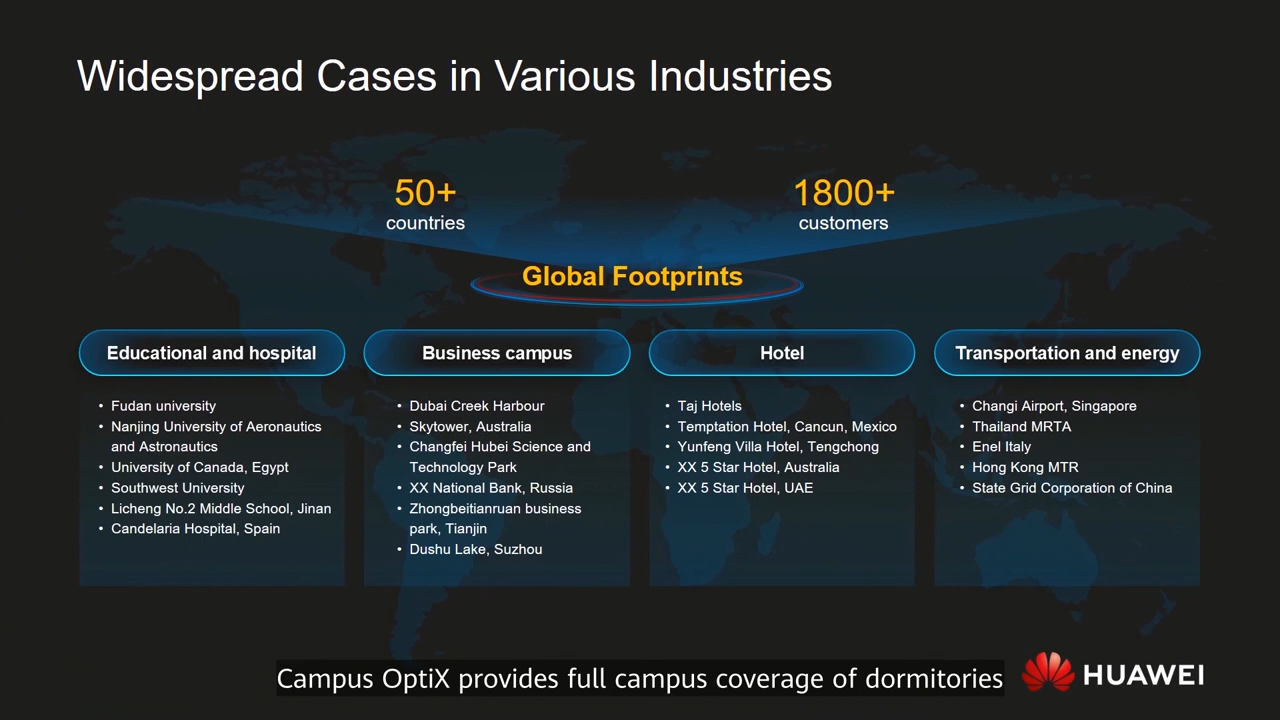 Widespread Cases in Various Industries
50+
countries
1800+
customers
Global Footprints
Educational and hospital
• Fudan university
• Nanjing University of Aeronautics
and Astronautics
• University of Canada, Egypt
• Southwest University
• Licheng No.2 Middle School, Jinan
• Candelaria Hospital, Spain
Business campus
• Dubai Creek Harbour
• Skytower, Australia
• Changfei Hubei Science and
Technology Park
• XX National Bank, Russia
• Zhongbeitianruan business
park, Tianjin
• Dushu Lake, Suzhou
Hotel
• Taj Hotels
• Temptation Hotel, Cancun, Mexico
• Yunfeng Villa Hotel, Tengchong
• XX 5 Star Hotel, Australia
• XX 5 Star Hotel, UAE
Transportation and energy
• Changi Airport, Singapore
• Thailand MRTA
• Enel Italy
• Hong Kong MTR
• State Grid Corporation of China
Campus OptiX provides full campus coverage of dormitories
HUAWEI